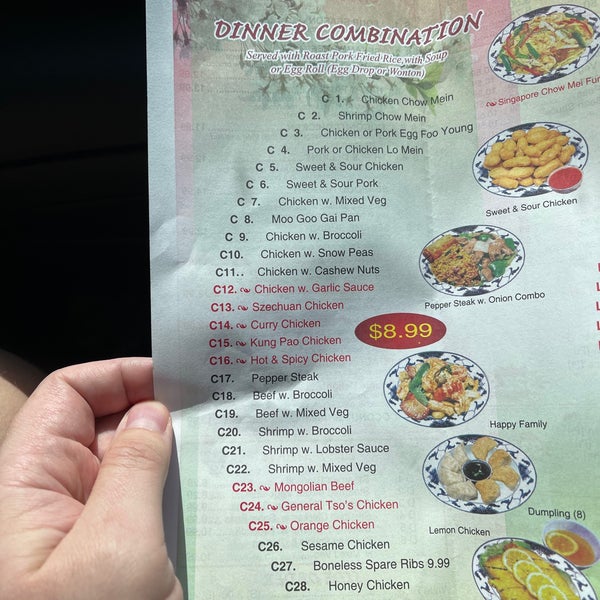 DINNER COMBINATION
Served with Roast Pork Fried Rice, with Soup
or Egg Roll (Egg Drop or Wonton)
C 1. Chicken Chow Mein
C 2. Shrimp Chow Mein
C 3. Chicken or Pork Egg Foo Young
C 4. Pork or Chicken Lo Mein
C 5. Sweet & Sour Chicken
C 6. Sweet & Sour Pork
C 7. Chicken w. Mixed Veg
C 8. Moo Goo Gai Pan
C 9. Chicken w. Broccoli
C10. Chicken w. Snow Peas
C11.. Chicken w. Cashew Nuts
C12. Chicken w. Garlic Sauce
C13. Szechuan Chicken
C14. Curry Chicken
C15. Kung Pao Chicken
C16. Hot & Spicy Chicken
C17. Pepper Steak
C18. Beef w. Broccoli
C19. Beef w. Mixed Veg
C20. Shrimp w. Broccoli
C21. Shrimp w. Lobster Sauce
C22. Shrimp w. Mixed Veg
C23. Mongolian Beef
C24. General Tso's Chicken
C25. Orange Chicken
C26. Sesame Chicken
C27. Boneless Spare Ribs 9.99
C28. Honey Chicken
$8.99
Singapore Chow Mei Fun
Sweet & Sour Chicken
Pepper Steak w. Onion Combo
Happy Family
Dumpling (8)
Lemon Chicken